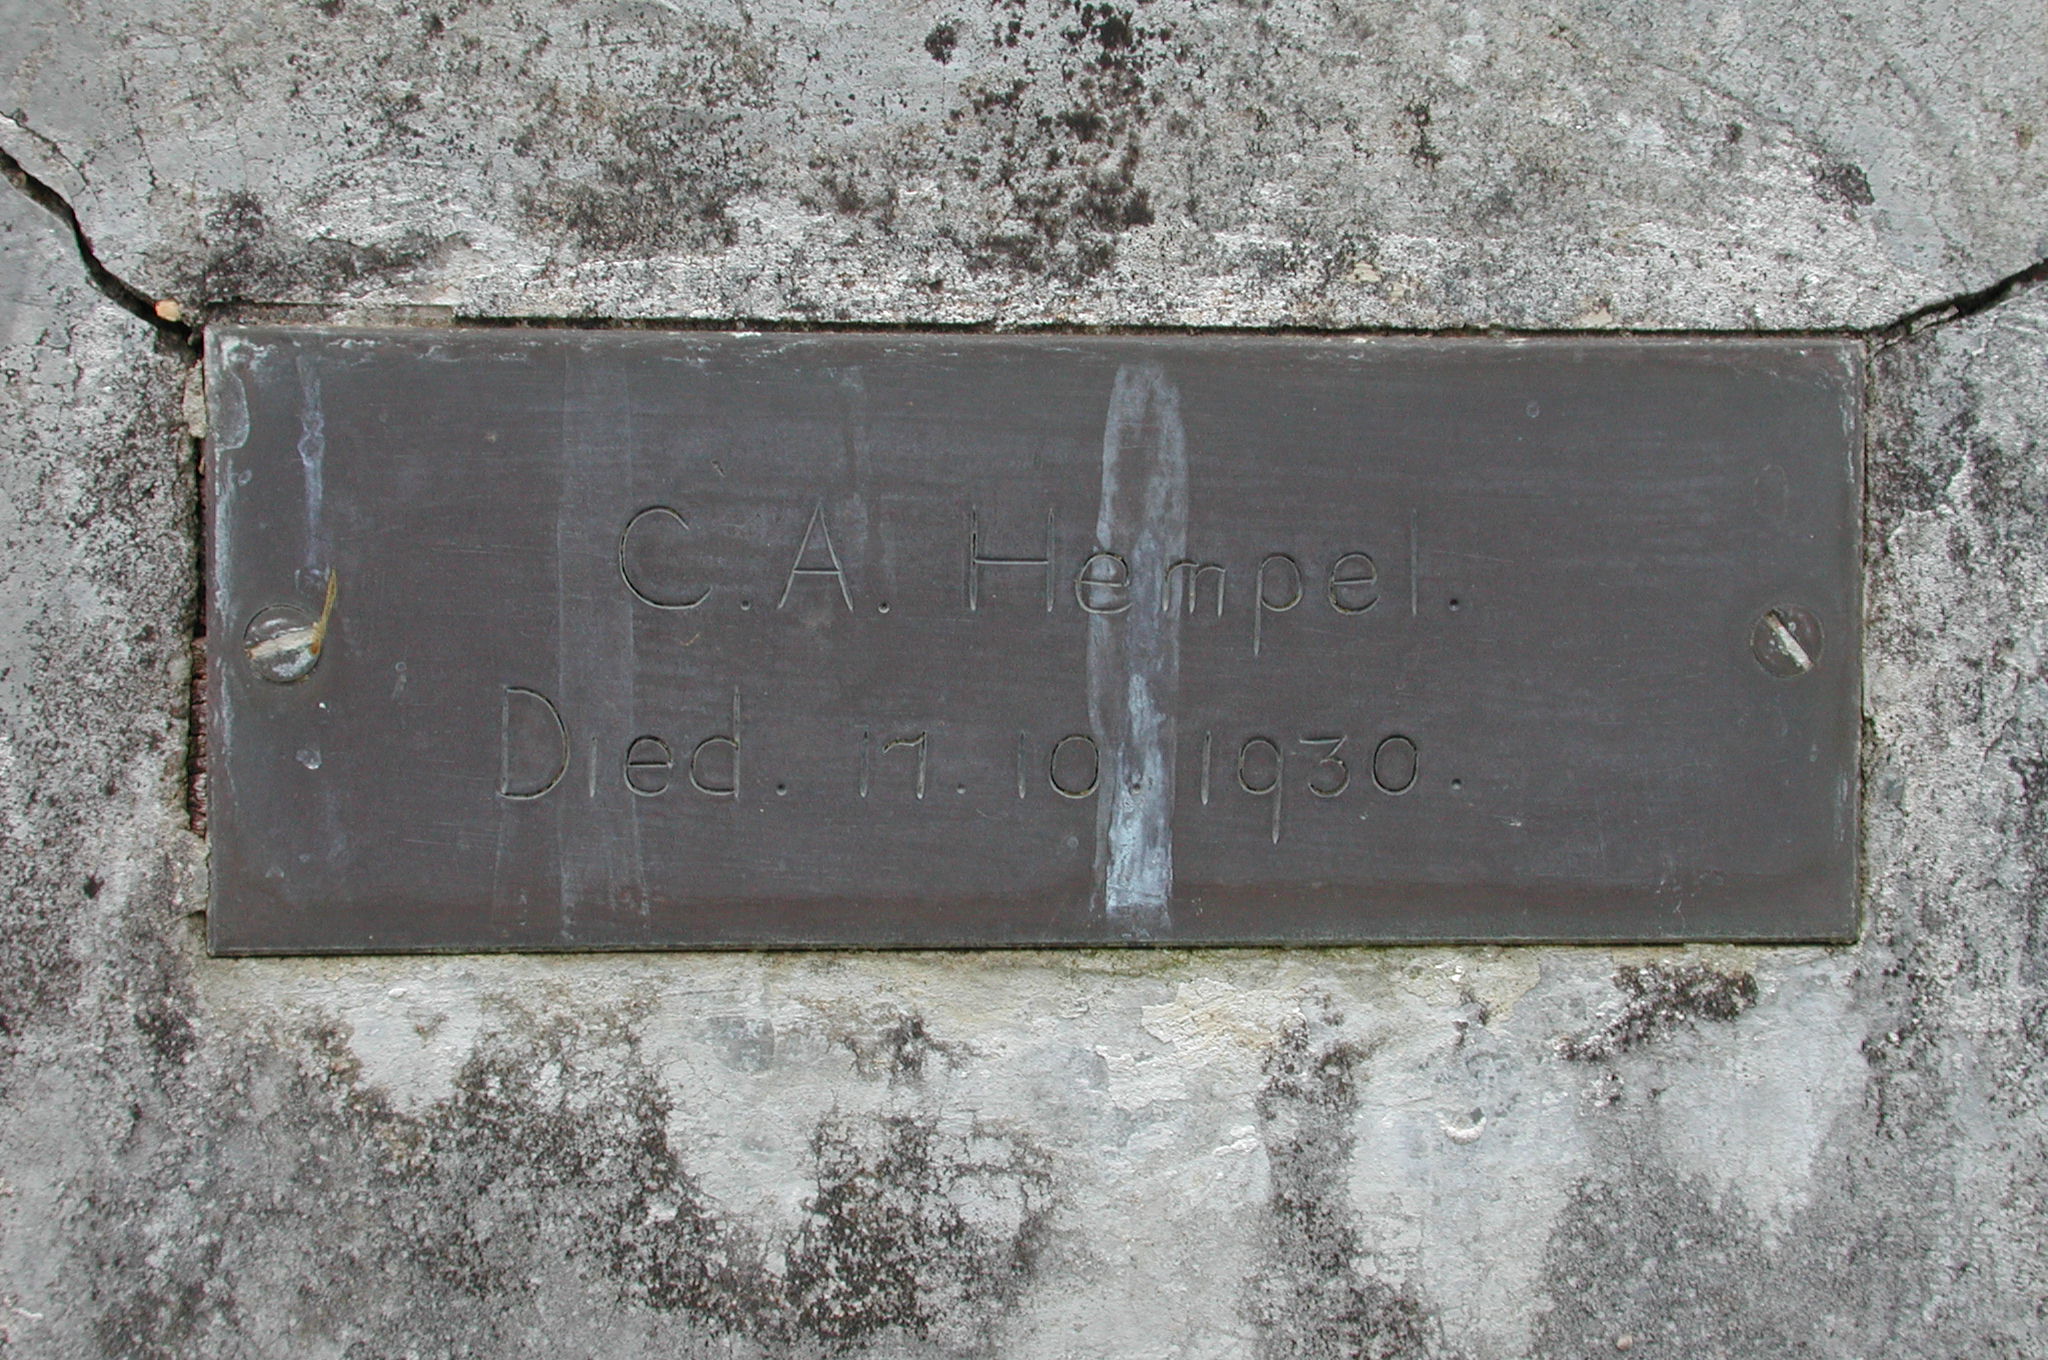 C.A. Hempel.
Died. 17. 10. 1930.